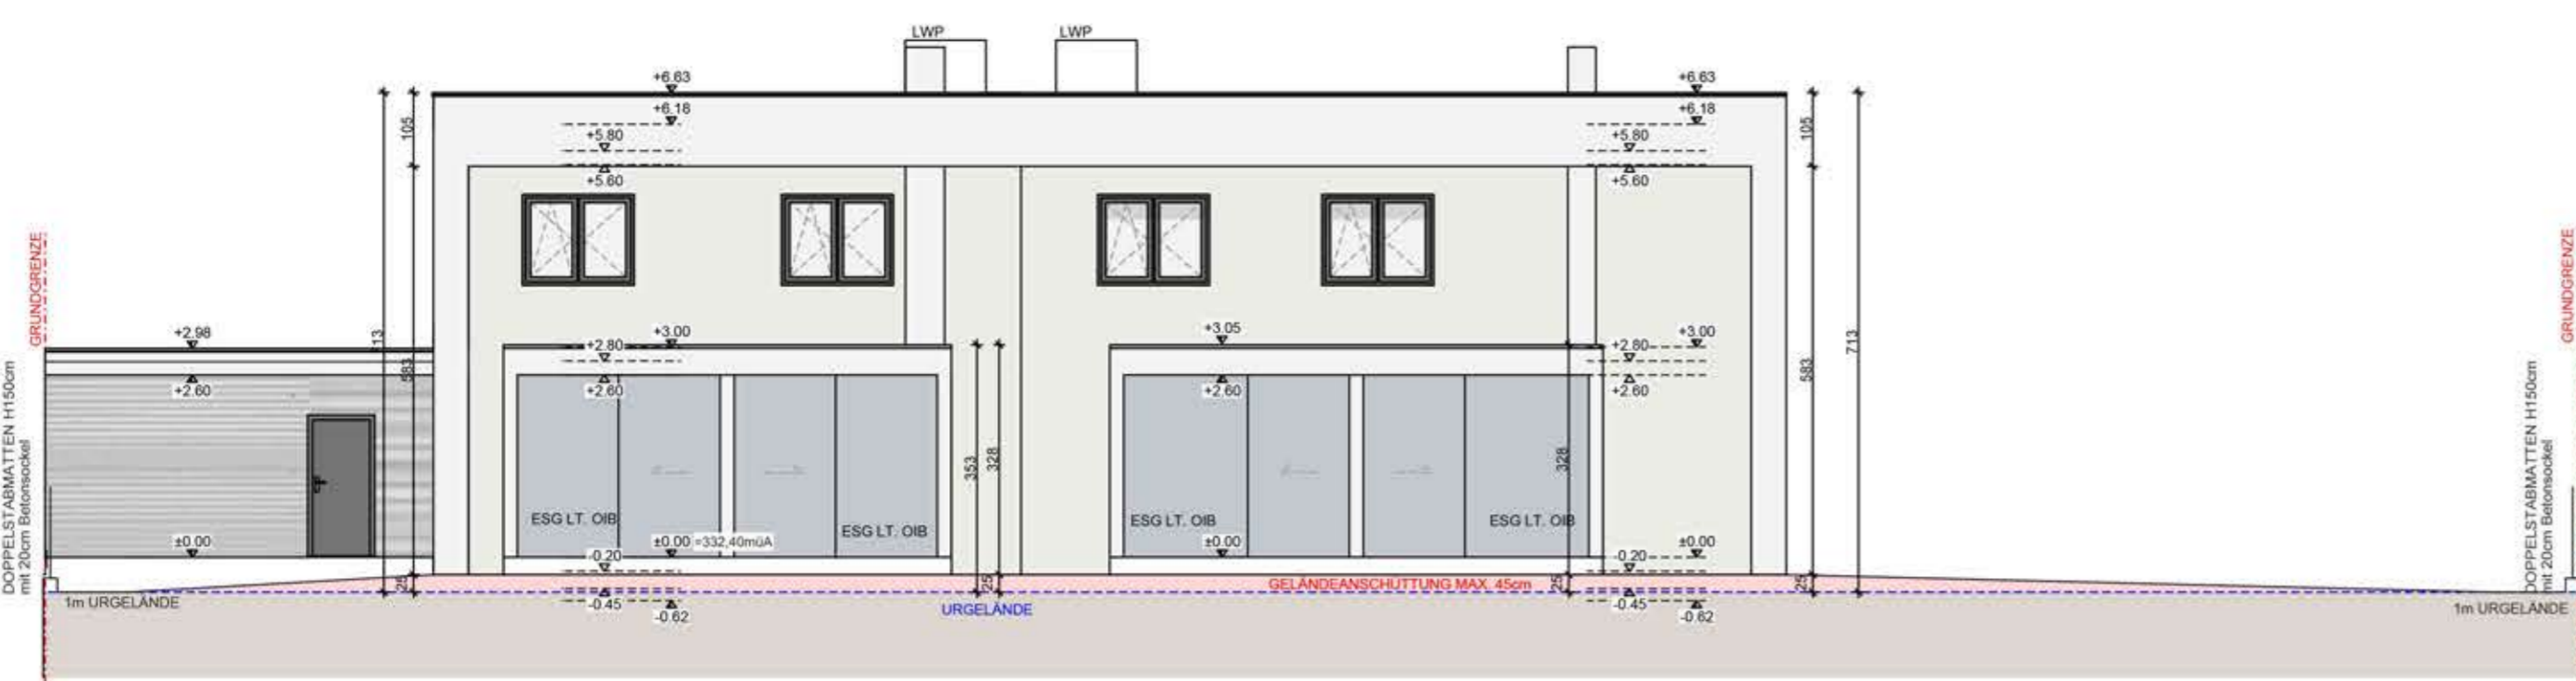 LWP
LWP
+6.63
+6.63
+6.18
+6.18
105
105
+5.80
+5.80
+5.60
+5.60
GRUNDGRENZE
GRUNDGRENZE
+2.98
+3.00
+3.05
+3.00
+2.80
+2.80
713
583
583
+2.60
+2.60
+2.60
+2.60
DOPPELSTABMATTEN H150cm
mit 20cm Betonsockel
DOPPELSTABMATTEN H150cm
mit 20cm Betonsockel
353
328
328
ESG LT. OIB
ESG LT. OIB
ESG LT. OIB
ESG LT. OIB
±0.00
±0.00 =332,40müA
±0.00
±0.00
-0.20
-0.20
25
25
25
25
GELÄNDEANSCHÜTTUNG MAX. 45cm
1m URGELÄNDE
URGELÄNDE
1m URGELÄNDE
-0.45
-0.45
-0.62
-0.62